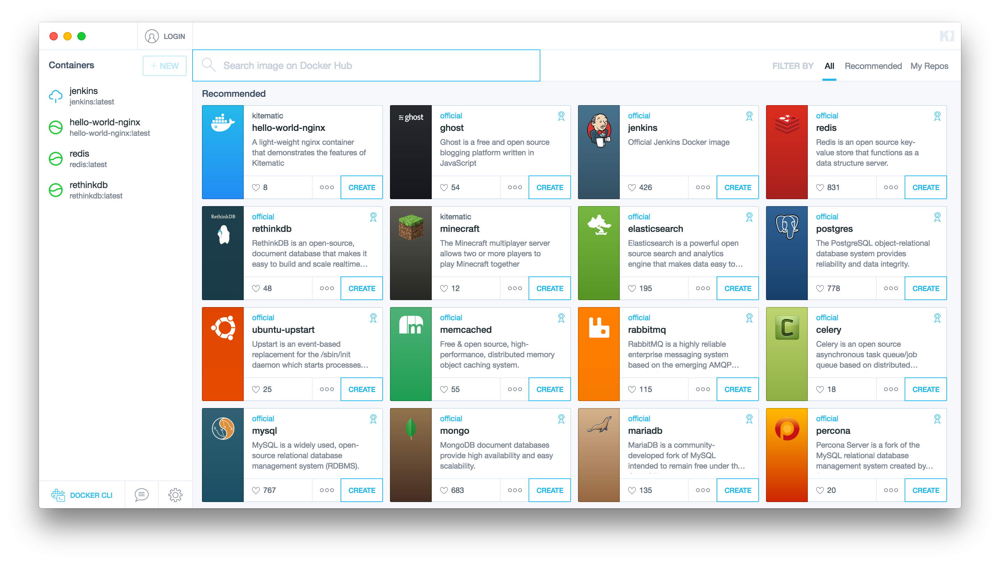 LOGIN
Containers
+ NEW
Search image on Docker Hub
FILTER BY All Recommended My Repos
jenkins
jenkins:latest
hello-world-nginx
hello-world-nginx:latest
redis
redis:latest
rethinkdb
rethinkdb:latest
DOCKER CLI
Recommended
kitematic
hello-world-nginx
A light-weight nginx container
that demonstrates the features of
Kitematic
8
CREATE
ghost
official
ghost
Ghost is a free and open source
blogging platform written in
JavaScript
54
CREATE
official
jenkins
Official Jenkins Docker image
426
CREATE
official
redis
Redis is an open source key-
value store that functions as a
data structure server.
831
CREATE
RethinkDB
official
rethinkdb
RethinkDB is an open-source,
document database that makes it
easy to build and scale realtime…
48
CREATE
kitematic
minecraft
The Minecraft multiplayer server
allows two or more players to
play Minecraft together
12
CREATE
official
elasticsearch
Elasticsearch is a powerful open
source search and analytics
engine that makes data easy to…
195
CREATE
official
postgres
The PostgreSQL object-relational
database system provides
reliability and data integrity.
778
CREATE
official
ubuntu-upstart
Upstart is an event-based
replacement for the /sbin/init
daemon which starts processes…
25
CREATE
m
official
memcached
Free & open source, high-
performance, distributed memory
object caching system.
55
CREATE
official
rabbitmq
RabbitMQ is a highly reliable
enterprise messaging system
based on the emerging AMQP…
115
CREATE
C
official
celery
Celery is an open source
asynchronous task queue/job
queue based on distributed…
18
CREATE
official
mysql
MySQL is a widely used, open-
source relational database
management system (RDBMS).
767
CREATE
official
mongo
MongoDB document databases
provide high availability and easy
scalability.
683
CREATE
official
mariadb
MariaDB is a community-
developed fork of MySQL
intended to remain free under th…
135
CREATE
official
percona
Percona Server is a fork of the
MySQL relational database
management system created by…
20
CREATE